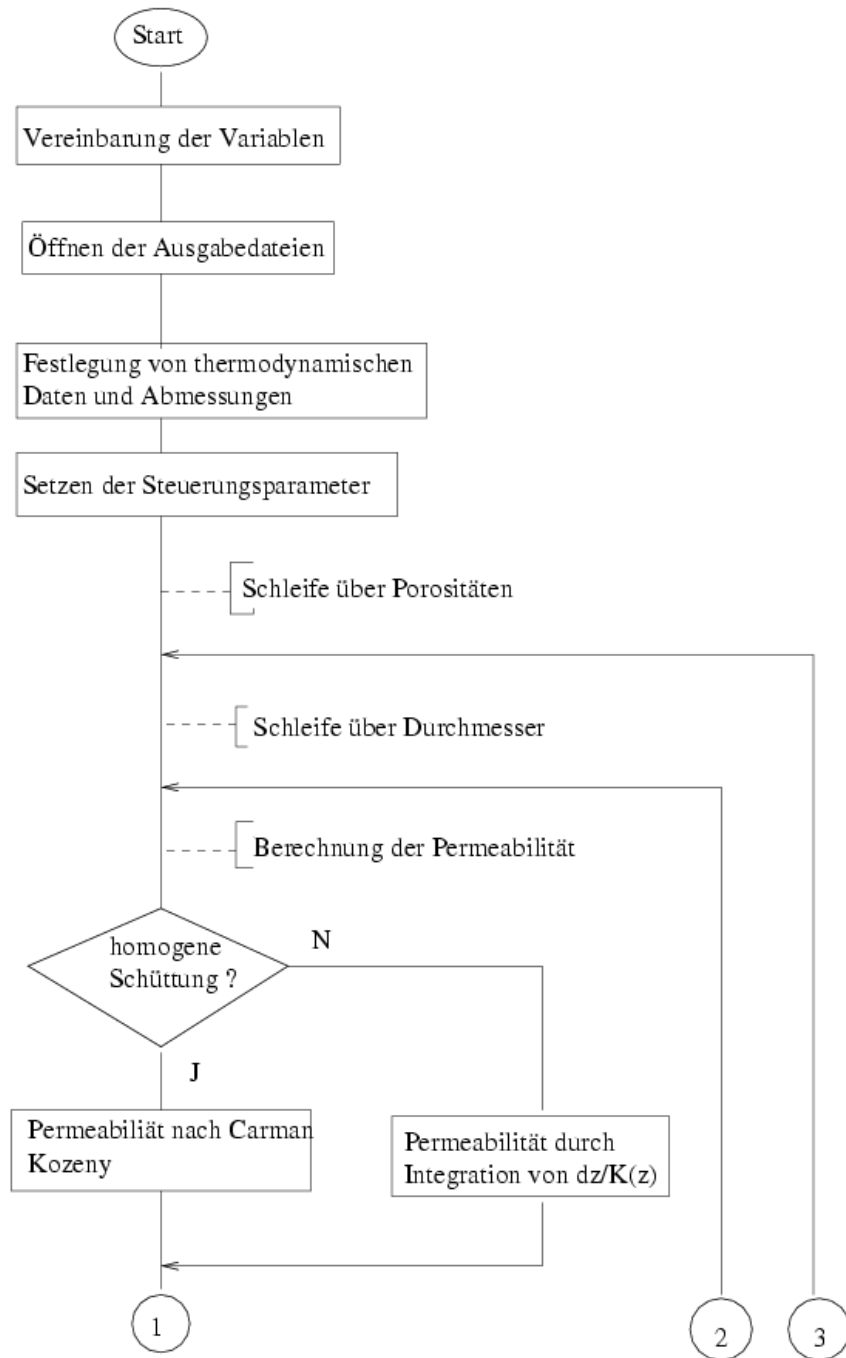 Start
Vereinbarung der Variablen
Öffnen der Ausgabedateien
Festlegung von thermodynamischen
Daten und Abmessungen
Setzen der Steuerungsparameter
Schleife über Porositäten
Schleife über Durchmesser
Berechnung der Permeabilität
homogene
Schüttung ?
N
J
Permeabiliät nach Carman
Kozeny
Permeabilität durch
Integration von dz/K(z)
1
2
3